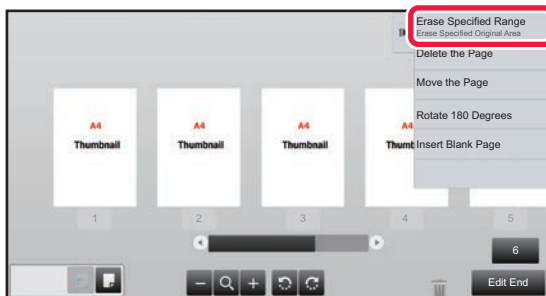 Erase Specified Range
Erase Specified Original Area
Delete the Page
Move the Page
Rotate 180 Degrees
Insert Blank Page
A4
Thumbnail
A4
Thumbnail
A4
Thumbnail
A4
Thumb
1
2
3
4
5
6
Edit End